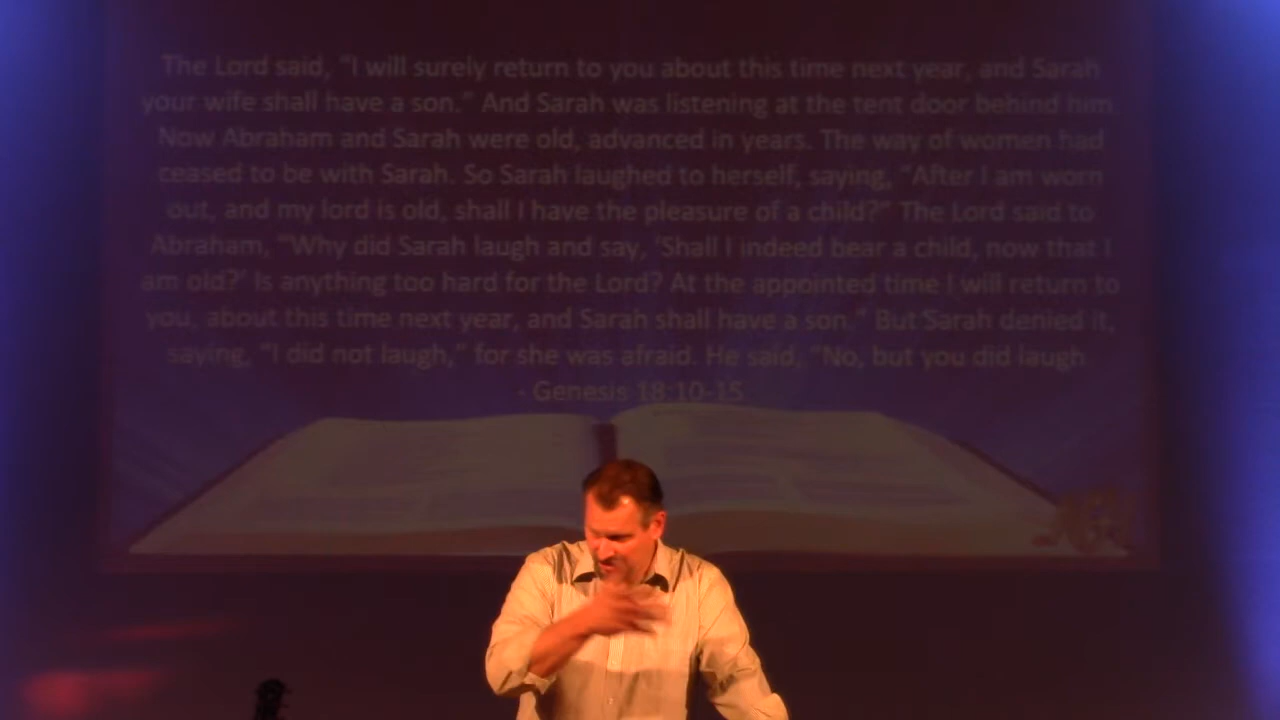 The Lord said, “I will surely return to you about this time next year, and Sarah
your wife shall have a son.” And Sarah was listening at the tent door behind him.
Now Abraham and Sarah were old, advanced in years. The way of women had
ceased to be with Sarah. So Sarah laughed to herself, saying, “After I am worn
out, and my lord is old, shall I have the pleasure of a child?” The Lord said to
Abraham, “Why did Sarah laugh and say, ‘Shall I indeed bear a child, now that I
am old?’ Is anything too hard for the Lord? At the appointed time I will return to
you, about this time next year, and Sarah shall have a son.” But Sarah denied it,
saying, “I did not laugh,” for she was afraid. He said, “No, but you did laugh
- Genesis 18:10-15